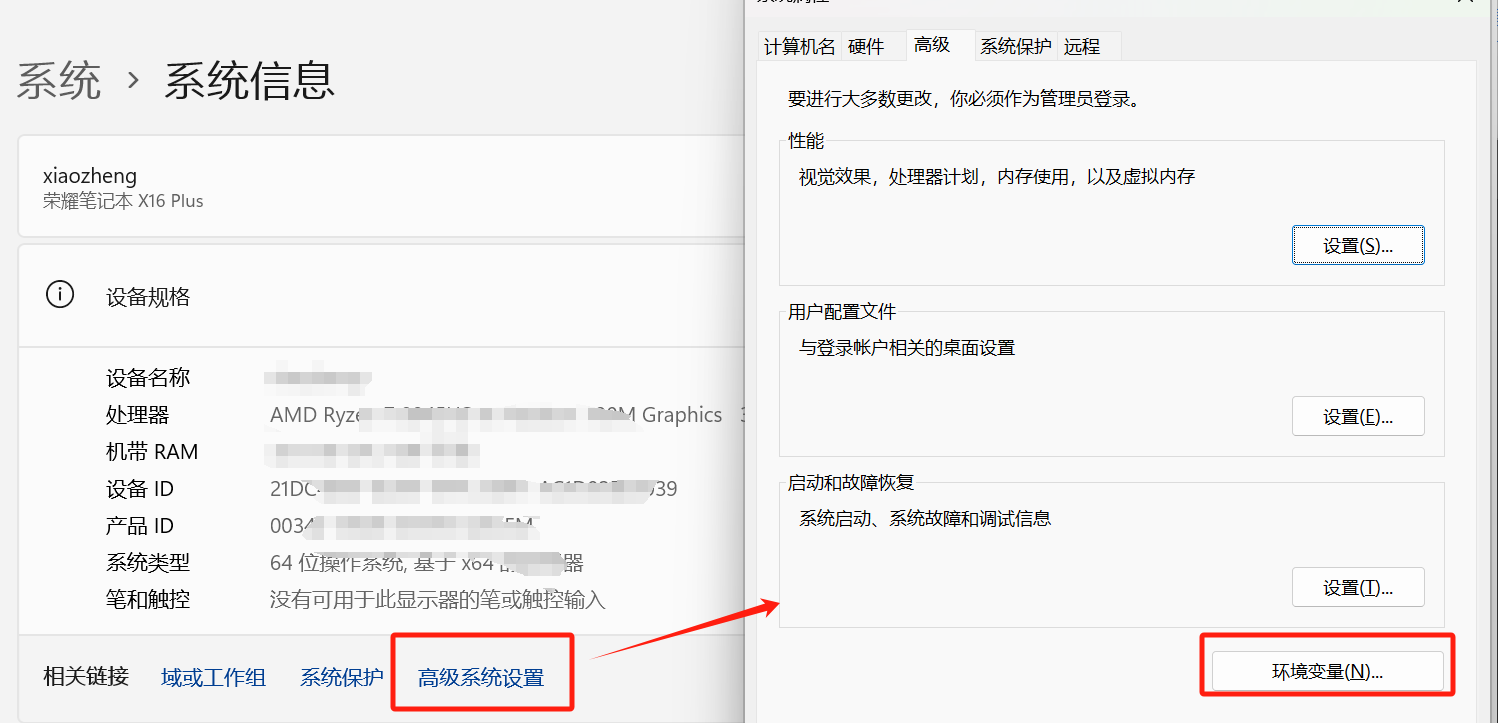 系统 › 系统信息
xiaozheng
荣耀笔记本 X16 Plus
设备规格
设备名称
处理器 AMD Ryze Graphics
机带 RAM
设备 ID 21DC 039
产品 ID 0034
系统类型 64 位操作系统, 基于 x64 器
笔和触控 没有可用于此显示器的笔或触控输入
相关链接 域或工作组 系统保护 高级系统设置
计算机名 硬件 高级 系统保护 远程
要进行大多数更改，你必须作为管理员登录。
性能
视觉效果，处理器计划，内存使用，以及虚拟内存
设置(S)...
用户配置文件
与登录帐户相关的桌面设置
设置(E)...
启动和故障恢复
系统启动、系统故障和调试信息
设置(T)...
环境变量(N)...